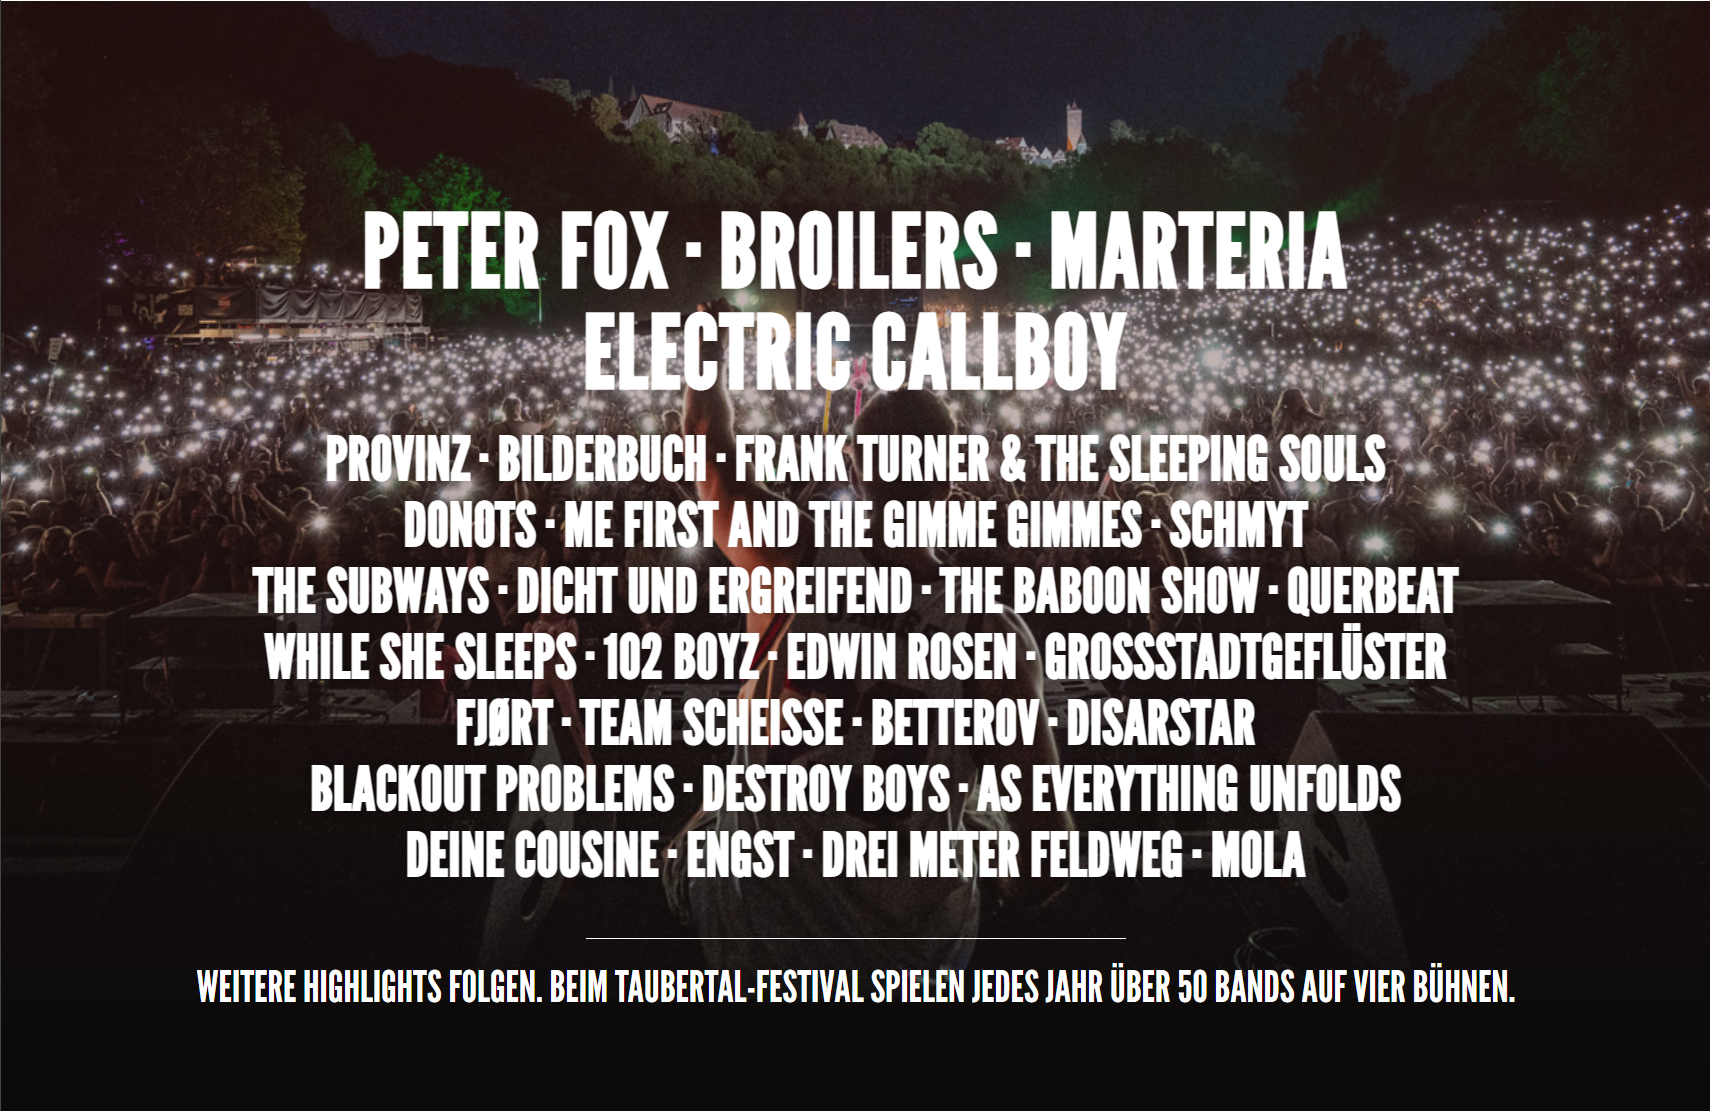 PETER FOX · BROILERS · MARTERIA
ELECTRIC CALLBOY
PROVINZ · BILDERBUCH · FRANK TURNER & THE SLEEPING SOULS
DONOTS · ME FIRST AND THE GIMME GIMMES · SCHMYT
THE SUBWAYS · DICHT UND ERGREIFEND · THE BABOON SHOW · QUERBEAT
WHILE SHE SLEEPS · 102 BOYZ · EDWIN ROSEN · GROSSSTADTGEFLÜSTER
FJØRT · TEAM SCHEISSE · BETTEROV · DISARSTAR
BLACKOUT PROBLEMS · DESTROY BOYS · AS EVERYTHING UNFOLDS
DEINE COUSINE · ENGST · DREI METER FELDWEG · MOLA
WEITERE HIGHLIGHTS FOLGEN. BEIM TAUBERTAL-FESTIVAL SPIELEN JEDES JAHR ÜBER 50 BANDS AUF VIER BÜHNEN.